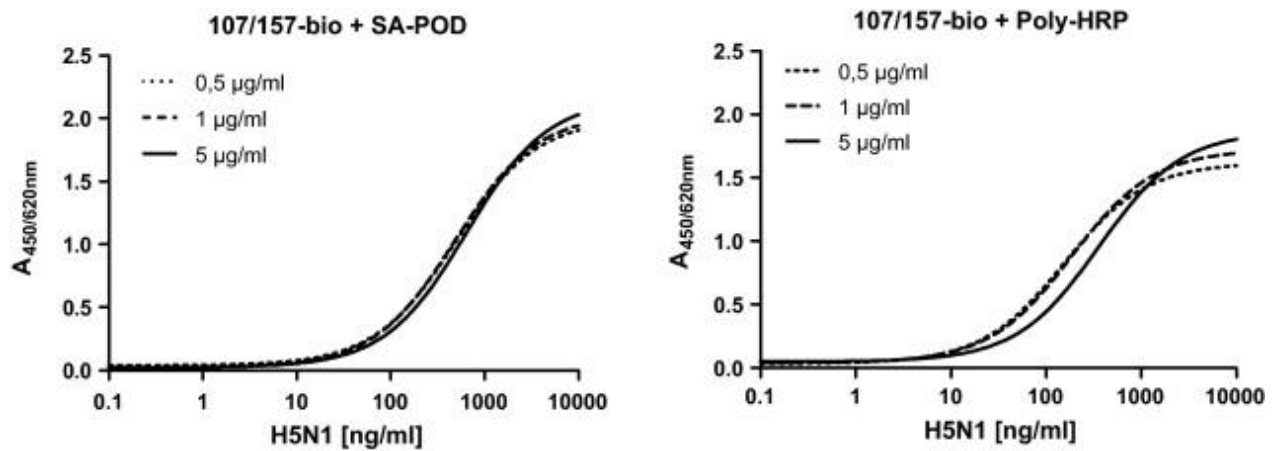 107/157-bio + SA-POD
2.5
2.0
1.5
1.0
0.5
0.0
A450/620nm
0,5 µg/ml
1 µg/ml
5 µg/ml
0.1
1
10
100
1000
10000
H5N1 [ng/ml]
107/157-bio + Poly-HRP
2.5
2.0
1.5
1.0
0.5
0.0
A450/620nm
0,5 µg/ml
1 µg/ml
5 µg/ml
0.1
1
10
100
1000
10000
H5N1 [ng/ml]